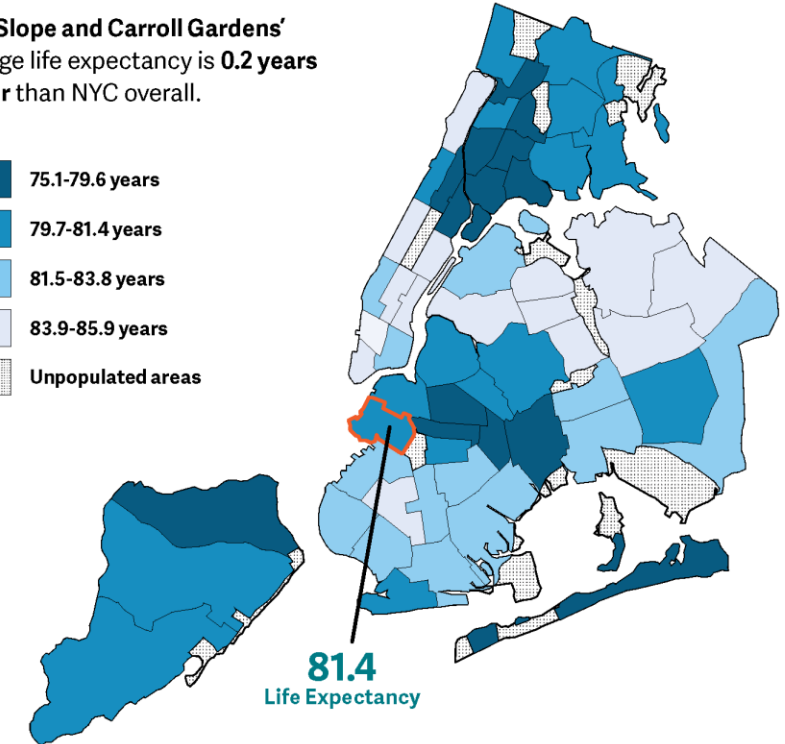 Slope and Carroll Gardens’
ge life expectancy is 0.2 years
r than NYC overall.
75.1-79.6 years
79.7-81.4 years
81.5-83.8 years
83.9-85.9 years
Unpopulated areas
81.4
Life Expectancy